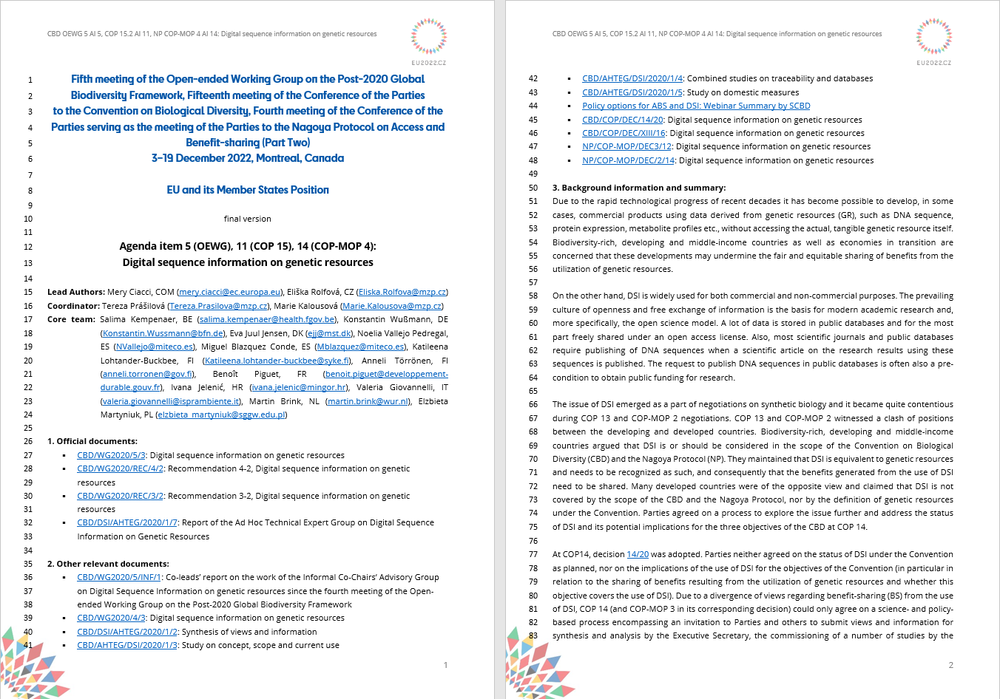 CBD OEWG 5 AI 5, COP 15.2 AI 11, NP COP-MOP 4 AI 14: Digital sequence information on genetic resources
EU2022.CZ
1 Fifth meeting of the Open-ended Working Group on the Post-2020 Global
2 Biodiversity Framework, Fifteenth meeting of the Conference of the Parties
3 to the Convention on Biological Diversity, Fourth meeting of the Conference of the
4 Parties serving as the meeting of the Parties to the Nagoya Protocol on Access and
5 Benefit-sharing (Part Two)
6 3-19 December 2022, Montreal, Canada
7
8 EU and its Member States Position
9
10 final version
11
12 Agenda item 5 (OEWG), 11 (COP 15), 14 (COP-MOP 4):
13 Digital sequence information on genetic resources
14
15 Lead Authors: Mery Ciacci, COM (mery.ciacci@ec.europa.eu), Eliška Rolfová, CZ (Eliska.Rolfova@mzp.cz)
16 Coordinator: Tereza Prášilová (Tereza.Prasilova@mzp.cz), Marie Kalousová (Marie.Kalousova@mzp.cz)
17 Core team: Salima Kempenaer, BE (salima.kempenaer@health.fgov.be), Konstantin Wußmann, DE
18 (Konstantin.Wussmann@bfn.de), Eva Juul Jensen, DK (ejj@mst.dk), Noelia Vallejo Pedregal,
19 ES (NVallejo@miteco.es), Miguel Blazquez Conde, ES (Mblazquez@miteco.es), Katileena
20 Lohtander-Buckbee, FI (Katileena.lohtander-buckbee@syke.fi), Anneli Törrönen, FI
21 (anneli.torronen@gov.fi), Benoît Piguet, FR (benoit.piguet@developpement-
22 durable.gouv.fr), Ivana Jelenić, HR (ivana.jelenic@mingor.hr), Valeria Giovannelli, IT
23 (valeria.giovannelli@isprambiente.it), Martin Brink, NL (martin.brink@wur.nl), Elzbieta
24 Martyniuk, PL (elzbieta_martyniuk@sggw.edu.pl)
25
26 1. Official documents:
27 ▪ CBD/WG2020/5/3: Digital sequence information on genetic resources
28 ▪ CBD/WG2020/REC/4/2: Recommendation 4-2, Digital sequence information on genetic
29 resources
30 ▪ CBD/WG2020/REC/3/2: Recommendation 3-2, Digital sequence information on genetic
31 resources
32 ▪ CBD/DSI/AHTEG/2020/1/7: Report of the Ad Hoc Technical Expert Group on Digital Sequence
33 Information on Genetic Resources
34
35 2. Other relevant documents:
36 ▪ CBD/WG2020/5/INF/1: Co-leads’ report on the work of the Informal Co-Chairs’ Advisory Group
37 on Digital Sequence Information on genetic resources since the fourth meeting of the Open-
38 ended Working Group on the Post-2020 Global Biodiversity Framework
39 ▪ CBD/WG2020/4/3: Digital sequence information on genetic resources
40 ▪ CBD/DSI/AHTEG/2020/1/2: Synthesis of views and information
41 ▪ CBD/AHTEG/DSI/2020/1/3: Study on concept, scope and current use
1
CBD OEWG 5 AI 5, COP 15.2 AI 11, NP COP-MOP 4 AI 14: Digital sequence information on genetic resources
EU2022.CZ
42 ▪ CBD/AHTEG/DSI/2020/1/4: Combined studies on traceability and databases
43 ▪ CBD/AHTEG/DSI/2020/1/5: Study on domestic measures
44 ▪ Policy options for ABS and DSI: Webinar Summary by SCBD
45 ▪ CBD/COP/DEC/14/20: Digital sequence information on genetic resources
46 ▪ CBD/COP/DEC/XIII/16: Digital sequence information on genetic resources
47 ▪ NP/COP-MOP/DEC3/12: Digital sequence information on genetic resources
48 ▪ NP/COP-MOP/DEC/2/14: Digital sequence information on genetic resources
49
50 3. Background information and summary:
51 Due to the rapid technological progress of recent decades it has become possible to develop, in some
52 cases, commercial products using data derived from genetic resources (GR), such as DNA sequence,
53 protein expression, metabolite profiles etc., without accessing the actual, tangible genetic resource itself.
54 Biodiversity-rich, developing and middle-income countries as well as economies in transition are
55 concerned that these developments may undermine the fair and equitable sharing of benefits from the
56 utilization of genetic resources.
57
58 On the other hand, DSI is widely used for both commercial and non-commercial purposes. The prevailing
59 culture of openness and free exchange of information is the basis for modern academic research and,
60 more specifically, the open science model. A lot of data is stored in public databases and for the most
61 part freely shared under an open access license. Also, most scientific journals and public databases
62 require publishing of DNA sequences when a scientific article on the research results using these
63 sequences is published. The request to publish DNA sequences in public databases is often also a pre-
64 condition to obtain public funding for research.
65
66 The issue of DSI emerged as a part of negotiations on synthetic biology and it became quite contentious
67 during COP 13 and COP-MOP 2 negotiations. COP 13 and COP-MOP 2 witnessed a clash of positions
68 between the developing and developed countries. Biodiversity-rich, developing and middle-income
69 countries argued that DSI is or should be considered in the scope of the Convention on Biological
70 Diversity (CBD) and the Nagoya Protocol (NP). They maintained that DSI is equivalent to genetic resources
71 and needs to be recognized as such, and consequently that the benefits generated from the use of DSI
72 need to be shared. Many developed countries were of the opposite view and claimed that DSI is not
73 covered by the scope of the CBD and the Nagoya Protocol, nor by the definition of genetic resources
74 under the Convention. Parties agreed on a process to explore the issue further and address the status
75 of DSI and its potential implications for the three objectives of the CBD at COP 14.
76
77 At COP14, decision 14/20 was adopted. Parties neither agreed on the status of DSI under the Convention
78 as planned, nor on the implications of the use of DSI for the objectives of the Convention (in particular in
79 relation to the sharing of benefits resulting from the utilization of genetic resources and whether this
80 objective covers the use of DSI). Due to a divergence of views regarding benefit-sharing (BS) from the use
81 of DSI, COP 14 (and COP-MOP 3 in its corresponding decision) could only agree on a science- and policy-
82 based process encompassing an invitation to Parties and others to submit views and information for
83 synthesis and analysis by the Executive Secretary, the commissioning of a number of studies by the
2